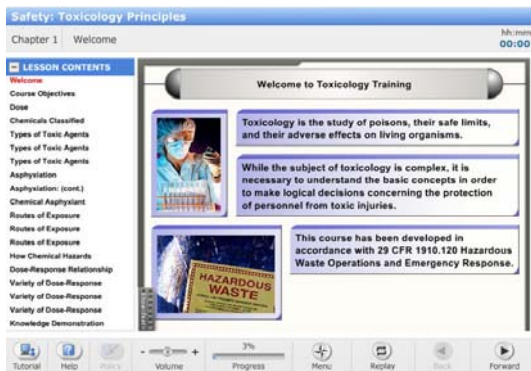 Safety: Toxicology Principles
Chapter 1 Welcome
hh:mm
00:00
LESSON CONTENTS
Welcome
Course Objectives
Dose
Chemicals Classified
Types of Toxic Agents
Types of Toxic Agents
Types of Toxic Agents
Asphyxiation
Asphyxiation: (cont.)
Chemical Asphyxiant
Routes of Exposure
Routes of Exposure
Routes of Exposure
How Chemical Hazards
Dose-Response Relationship
Variety of Dose-Response
Variety of Dose-Response
Variety of Dose-Response
Knowledge Demonstration
Welcome to Toxicology Training
Toxicology is the study of poisons, their safe limits,
and their adverse effects on living organisms.
While the subject of toxicology is complex, it is
necessary to understand the basic concepts in order
to make logical decisions concerning the protection
of personnel from toxic injuries.
This course has been developed in
accordance with 29 CFR 1910.120 Hazardous
Waste Operations and Emergency Response.
HAZARDOUS
WASTE
- +
3%
Tutorial Help Policy Volume Progress Menu Replay Back Forward